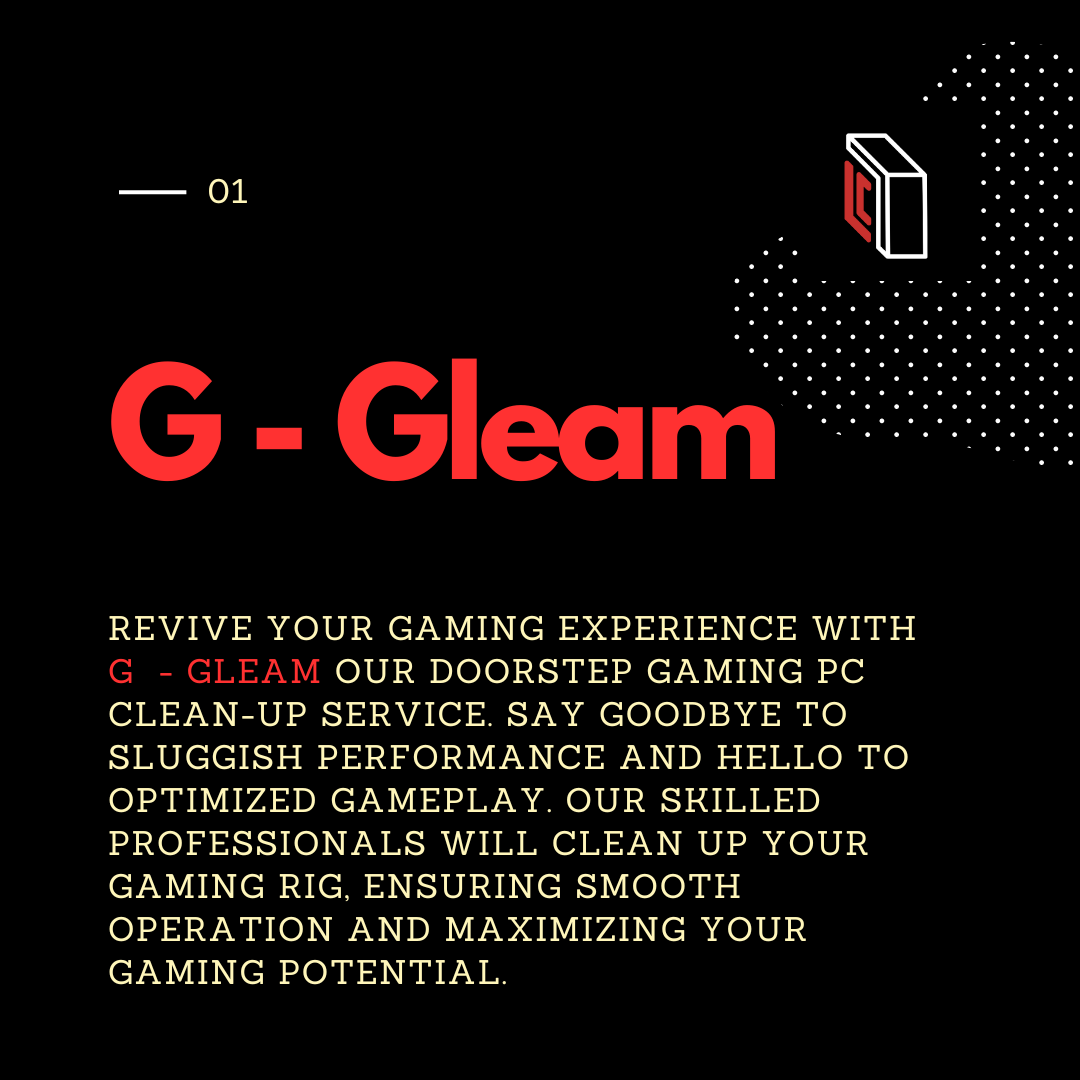 01
LC
G - Gleam
REVIVE YOUR GAMING EXPERIENCE WITH
G - GLEAM OUR DOORSTEP GAMING PC
CLEAN-UP SERVICE. SAY GOODBYE TO
SLUGGISH PERFORMANCE AND HELLO TO
OPTIMIZED GAMEPLAY. OUR SKILLED
PROFESSIONALS WILL CLEAN UP YOUR
GAMING RIG, ENSURING SMOOTH
OPERATION AND MAXIMIZING YOUR
GAMING POTENTIAL.